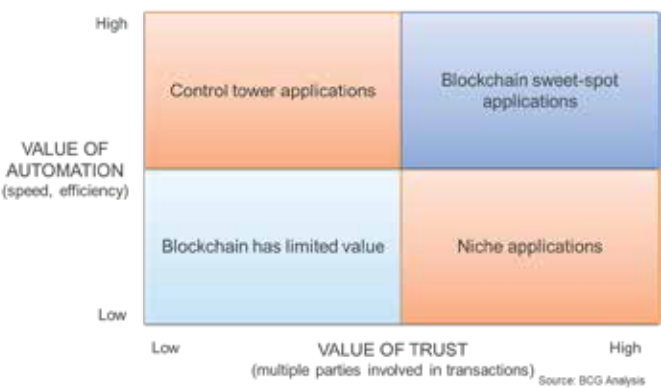 High
Control tower applications
Blockchain sweet-spot
applications
VALUE OF
AUTOMATION
(speed, efficiency)
Blockchain has limited value
Niche applications
Low
Low
VALUE OF TRUST
High
(multiple parties involved in transactions)
Source: BCG Analysis